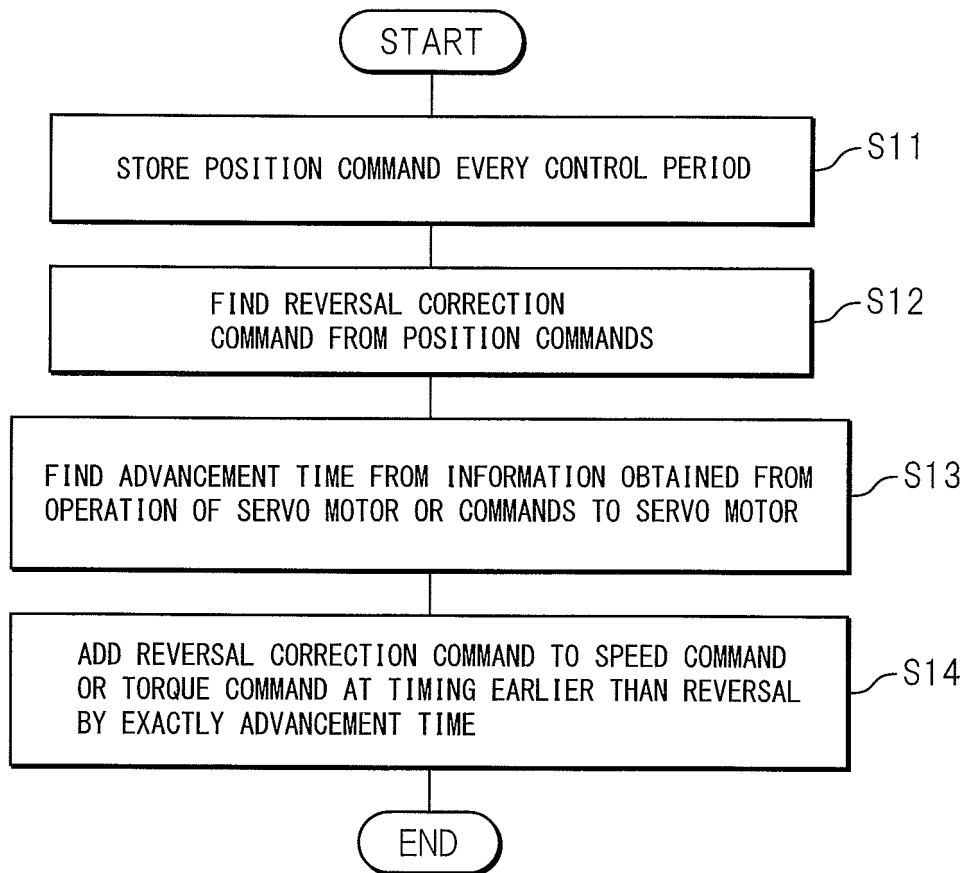 START
STORE POSITION COMMAND EVERY CONTROL PERIOD
S11
FIND REVERSAL CORRECTION
COMMAND FROM POSITION COMMANDS
S12
FIND ADVANCEMENT TIME FROM INFORMATION OBTAINED FROM
OPERATION OF SERVO MOTOR OR COMMANDS TO SERVO MOTOR
S13
ADD REVERSAL CORRECTION COMMAND TO SPEED COMMAND
OR TORQUE COMMAND AT TIMING EARLIER THAN REVERSAL
BY EXACTLY ADVANCEMENT TIME
S14
END